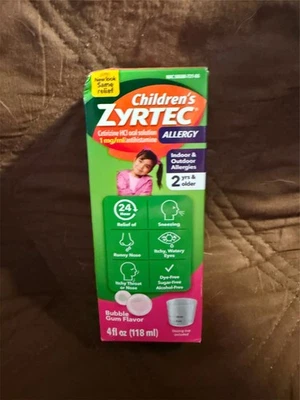 New look
Same
relief
Children's
ZYRTEC
Cetirizine HCl oral solution
1 mg/ml antihistamine
ALLERGY
Indoor &
Outdoor
Allergies
2 yrs &
older
24
Hour
Relief of
Sneezing
Runny Nose
Itchy, Watery
Eyes
Itchy Throat
or Nose
Dye-Free
Sugar-Free
Alcohol-Free
Bubble
Gum Flavor
4 fl oz (118 ml)